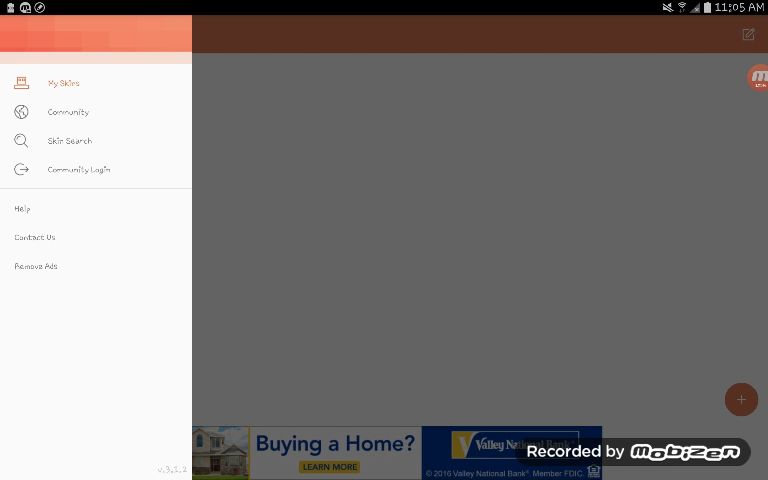 11:05 AM
My Skins
Community
Skin Search
Community Login
Help
Contact Us
Remove Ads
v.3.1.2
+
Buying a Home?
LEARN MORE
Valley National Bank
© 2016 Valley National Bank®. Member FDIC.
Recorded by mobizen